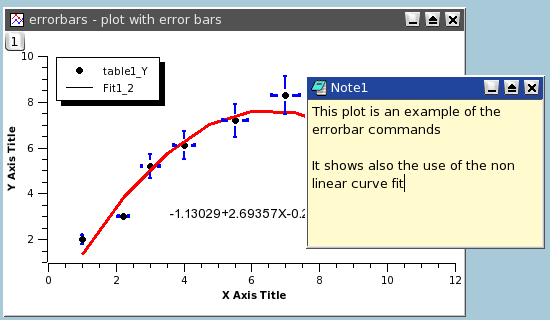 errorbars - plot with error bars
1
table1_Y
Fit1_2
10
8
6
4
2
Y Axis Title
-1.13029+2.69357X-0.2
0
2
4
6
8
10
12
X Axis Title
Note1
This plot is an example of the
errorbar commands
It shows also the use of the non
linear curve fit